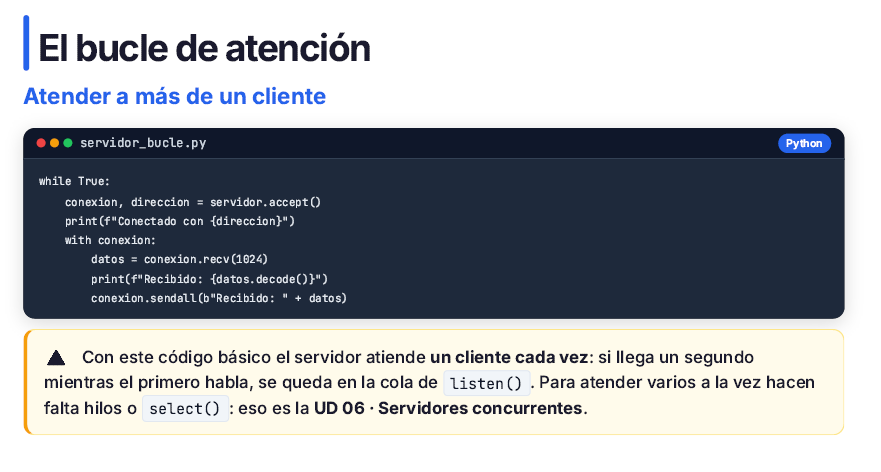 El bucle de atención
Atender a más de un cliente
servidor_bucle.py
Python
while True:
    conexion, direccion = servidor.accept()
    print(f"Conectado con {direccion}")
    with conexion:
        datos = conexion.recv(1024)
        print(f"Recibido: {datos.decode()}")
        conexion.sendall(b"Recibido: " + datos)
Con este código básico el servidor atiende un cliente cada vez: si llega un segundo
mientras el primero habla, se queda en la cola de listen(). Para atender varios a la vez hacen
falta hilos o select(): eso es la UD 06 · Servidores concurrentes.